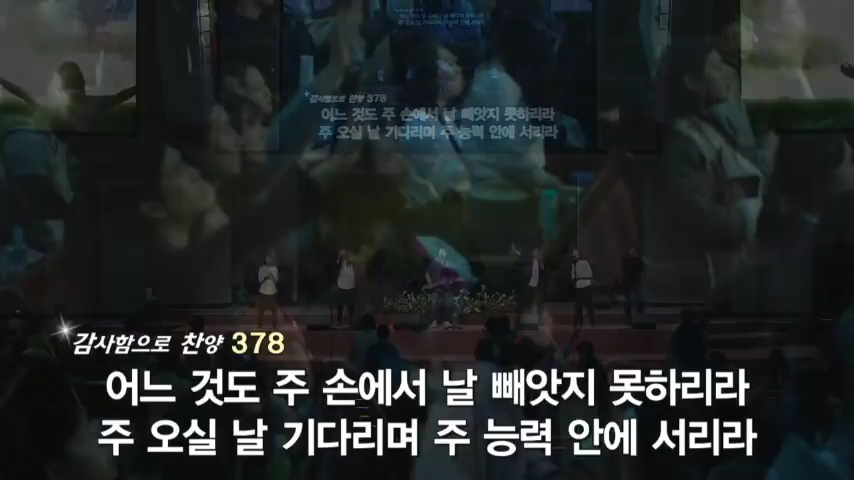 감사함으로 찬양 378
어느 것도 주 손에서 날 빼앗지 못하리라
주 오실 날 기다리며 주 능력 안에 서리라
감사함으로 찬양 378
어느 것도 주 손에서 날 빼앗지 못하리라
주 오실 날 기다리며 주 능력 안에 서리라